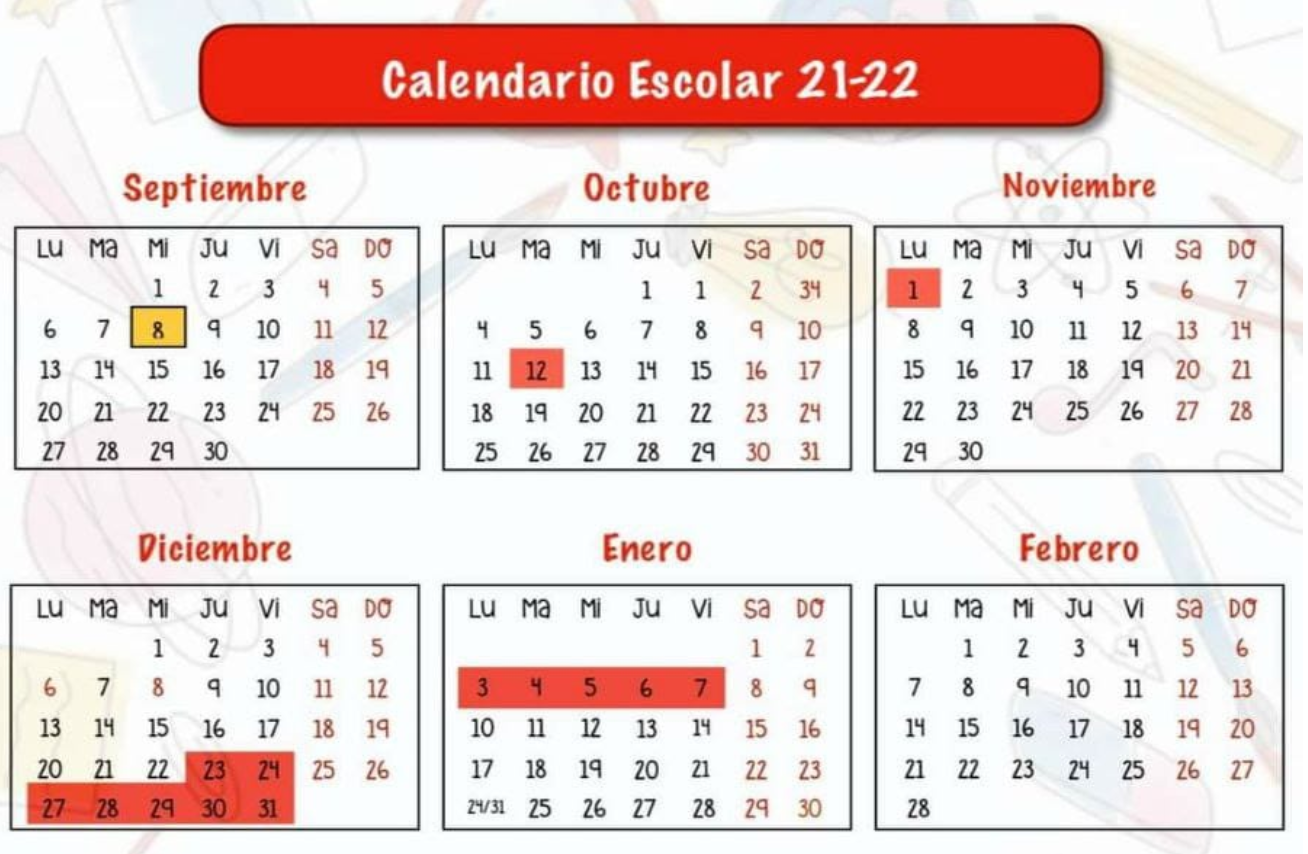 Calendario Escolar 21-22
Septiembre
Lu Ma Mi Ju Vi Sa Do
1 2 3 4 5
6 7 8 9 10 11 12
13 14 15 16 17 18 19
20 21 22 23 24 25 26
27 28 29 30
Octubre
Lu Ma Mi Ju Vi Sa Do
1 1 2 34
4 5 6 7 8 9 10
11 12 13 14 15 16 17
18 19 20 21 22 23 24
25 26 27 28 29 30 31
Noviembre
Lu Ma Mi Ju Vi Sa Do
1 2 3 4 5 6 7
8 9 10 11 12 13 14
15 16 17 18 19 20 21
22 23 24 25 26 27 28
29 30
Diciembre
Lu Ma Mi Ju Vi Sa Do
1 2 3 4 5
6 7 8 9 10 11 12
13 14 15 16 17 18 19
20 21 22 23 24 25 26
27 28 29 30 31
Enero
Lu Ma Mi Ju Vi Sa Do
1 2
3 4 5 6 7 8 9
10 11 12 13 14 15 16
17 18 19 20 21 22 23
24/31 25 26 27 28 29 30
Febrero
Lu Ma Mi Ju Vi Sa Do
1 2 3 4 5 6
7 8 9 10 11 12 13
14 15 16 17 18 19 20
21 22 23 24 25 26 27
28